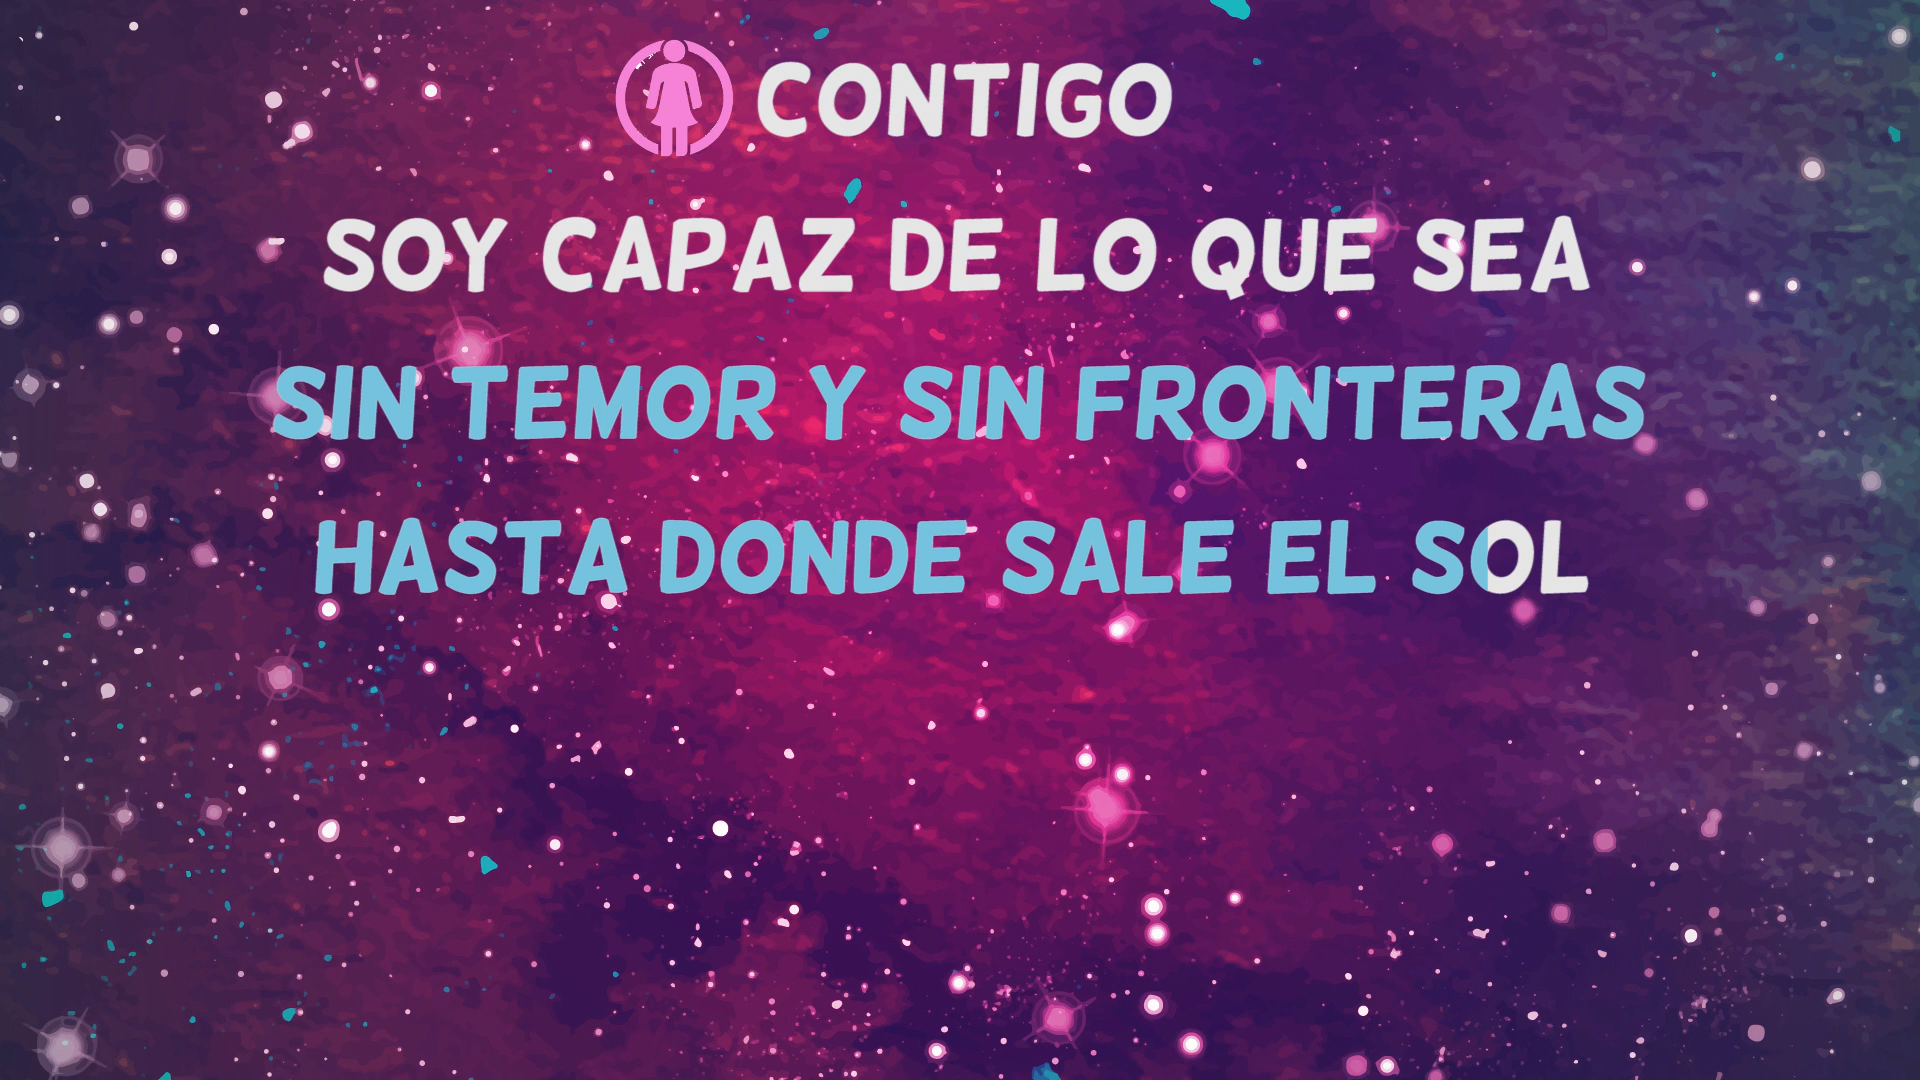 CONTIGO
SOY CAPAZ DE LO QUE SEA
SIN TEMOR Y SIN FRONTERAS
HASTA DONDE SALE EL SOL